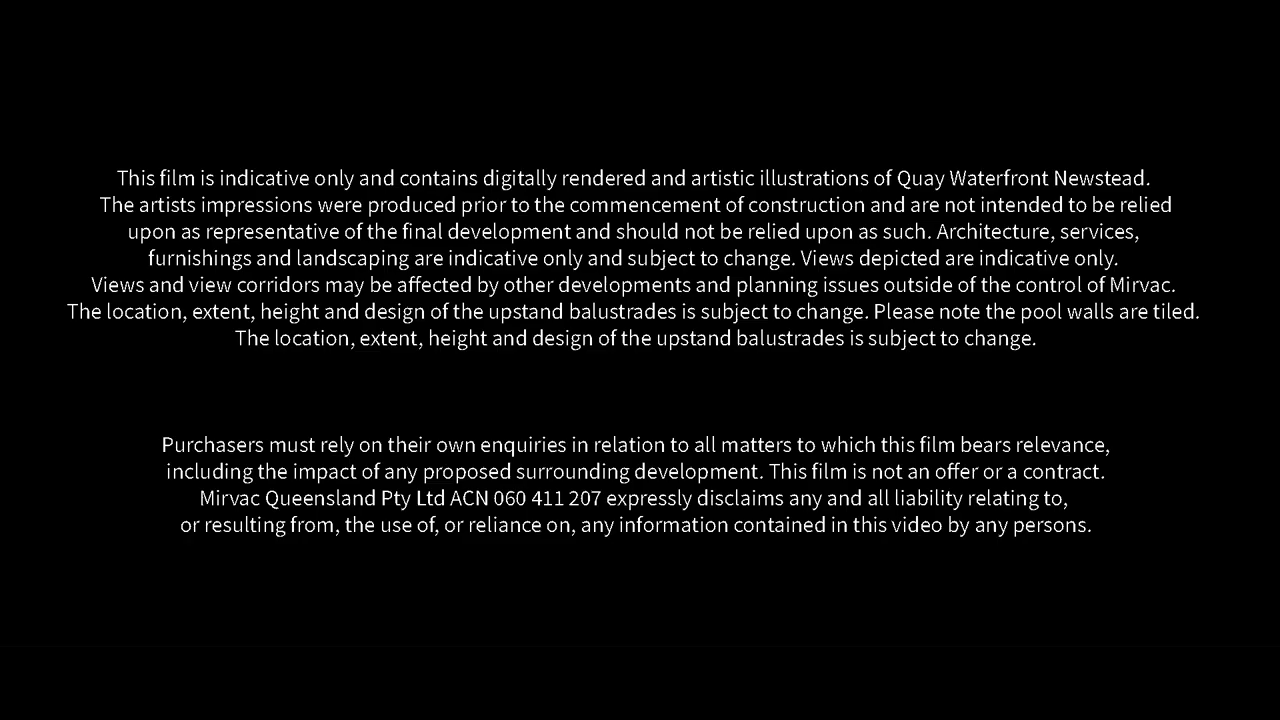 This film is indicative only and contains digitally rendered and artistic illustrations of Quay Waterfront Newstead.
The artists impressions were produced prior to the commencement of construction and are not intended to be relied
upon as representative of the final development and should not be relied upon as such. Architecture, services,
furnishings and landscaping are indicative only and subject to change. Views depicted are indicative only.
Views and view corridors may be affected by other developments and planning issues outside of the control of Mirvac.
The location, extent, height and design of the upstand balustrades is subject to change. Please note the pool walls are tiled.
The location, extent, height and design of the upstand balustrades is subject to change.
Purchasers must rely on their own enquiries in relation to all matters to which this film bears relevance,
including the impact of any proposed surrounding development. This film is not an offer or a contract.
Mirvac Queensland Pty Ltd ACN 060 411 207 expressly disclaims any and all liability relating to,
or resulting from, the use of, or reliance on, any information contained in this video by any persons.